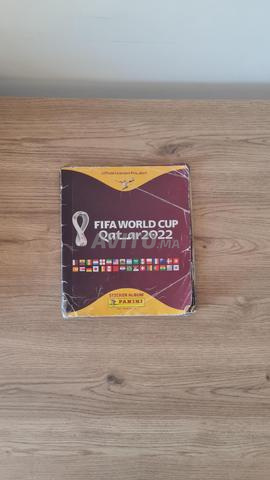 Official Licensed Product
FIFA WORLD CUP
Qatar2022
AVITO.MA
STICKER ALBUM
PANINI